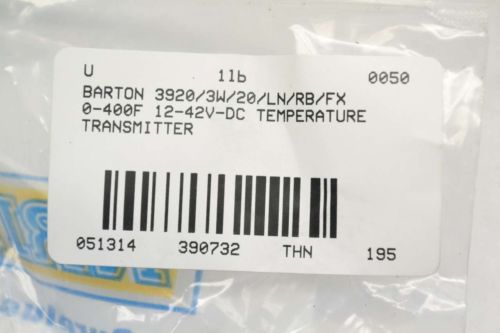 U 1lb 0050
BARTON 3920/3W/20/LN/RB/FX
0-400F 12-42V-DC TEMPERATURE
TRANSMITTER
051314 390732 THN 195